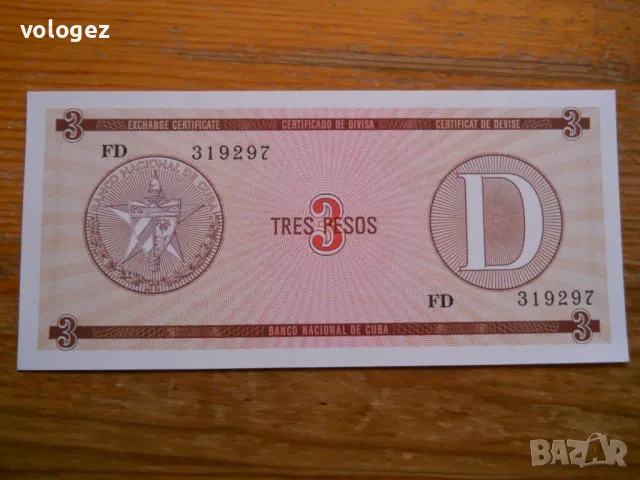 vologez
3 EXCHANGE CERTIFICATE CERTIFICADO DE DIVISA CERTIFICAT DE DEVISE 3
FD 319297
BANCO NACIONAL DE CUBA
3
TRES PESOS
D
FD 319297
3 BANCO NACIONAL DE CUBA 3
BAZAR